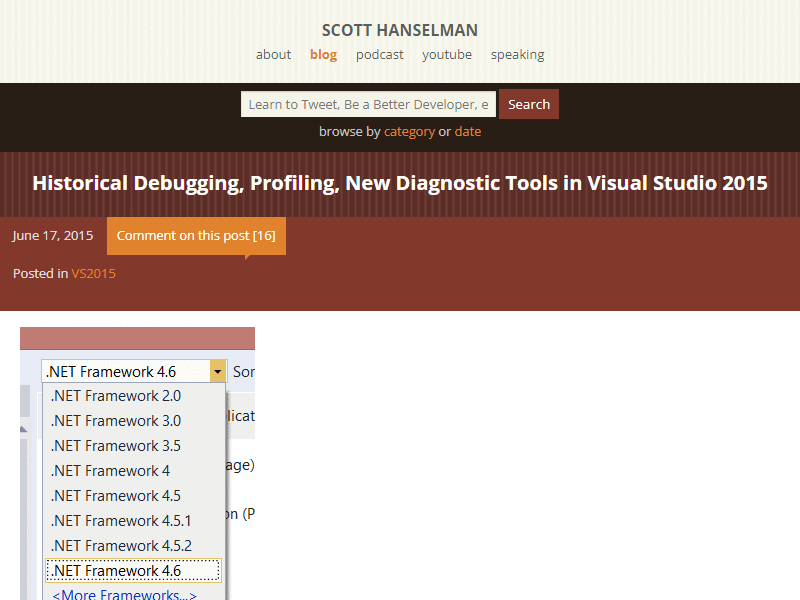 SCOTT HANSELMAN
about blog podcast youtube speaking
Learn to Tweet, Be a Better Developer, e Search
browse by category or date
Historical Debugging, Profiling, New Diagnostic Tools in Visual Studio 2015
June 17, 2015 Comment on this post [16]
Posted in VS2015
.NET Framework 4.6 Sor
.NET Framework 2.0
licat
.NET Framework 3.0
.NET Framework 3.5
age)
.NET Framework 4
.NET Framework 4.5
on (P
.NET Framework 4.5.1
.NET Framework 4.5.2
.NET Framework 4.6
<More Frameworks...>